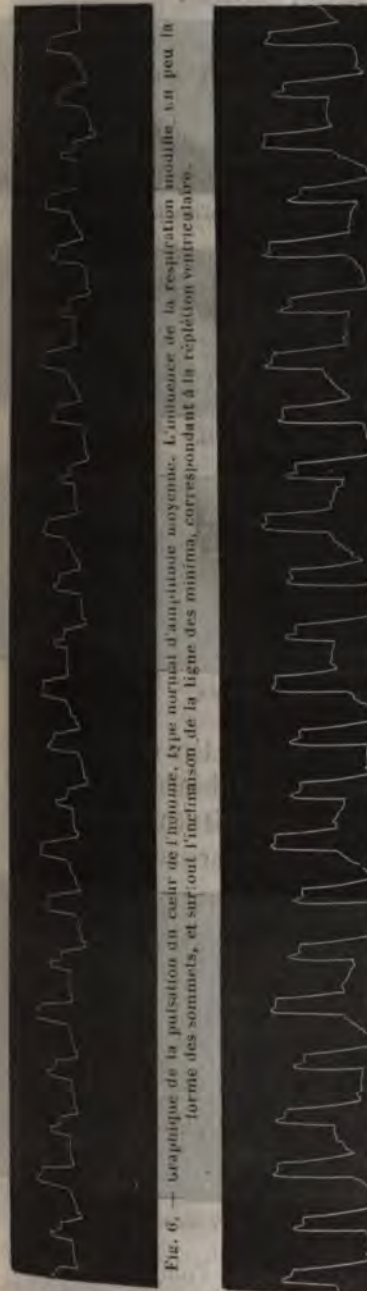 Fig. 6. — Graphique de la pulsation du cœur de l'homme, type normal d'amplitude moyenne. L'influence de la respiration modifie un peu la
forme des sommets, et surtout l'inclinaison de la ligne des minima, correspondant à la réplétion ventriculaire.